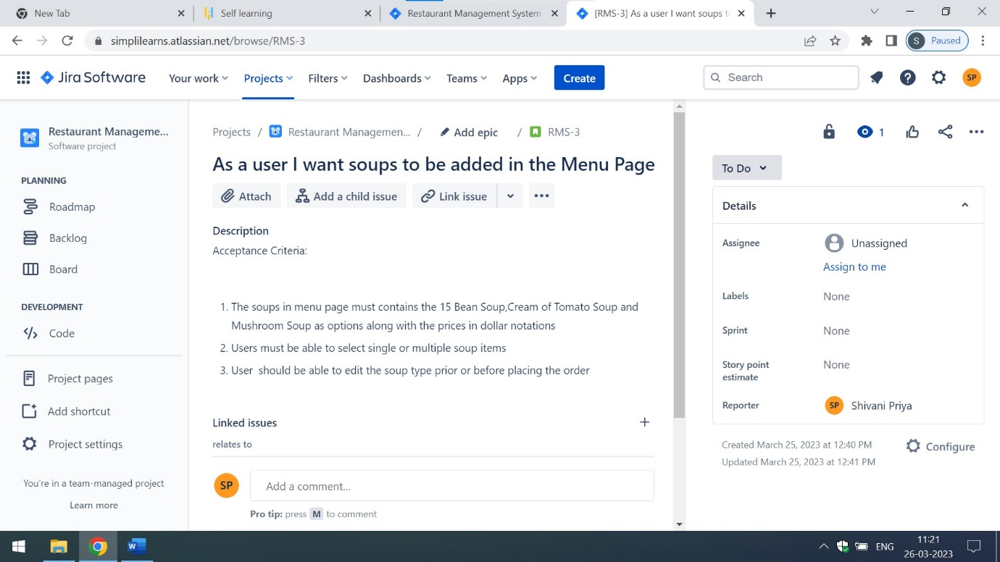 New Tab
Self learning
Restaurant Management System
[RMS-3] As a user I want soups to
simplilearns.atlassian.net/browse/RMS-3
S Paused
Jira Software
Your work
Projects
Filters
Dashboards
Teams
Apps
Create
Search
SP
Restaurant Manageme...
Software project
PLANNING
Roadmap
Backlog
Board
DEVELOPMENT
Code
Project pages
Add shortcut
Project settings
You're in a team-managed project
Learn more
Projects / Restaurant Managemen... / Add epic / RMS-3
As a user I want soups to be added in the Menu Page
Attach
Add a child issue
Link issue
Description
Acceptance Criteria:
1. The soups in menu page must contains the 15 Bean Soup,Cream of Tomato Soup and
Mushroom Soup as options along with the prices in dollar notations
2. Users must be able to select single or multiple soup items
3. User should be able to edit the soup type prior or before placing the order
Linked issues
relates to
SP
Add a comment...
Pro tip: press M to comment
1
To Do
Details
Assignee
Unassigned
Assign to me
Labels
None
Sprint
None
Story point
estimate
None
Reporter
SP Shivani Priya
Created March 25, 2023 at 12:40 PM
Updated March 25, 2023 at 12:41 PM
Configure
W
ENG
11:21
26-03-2023